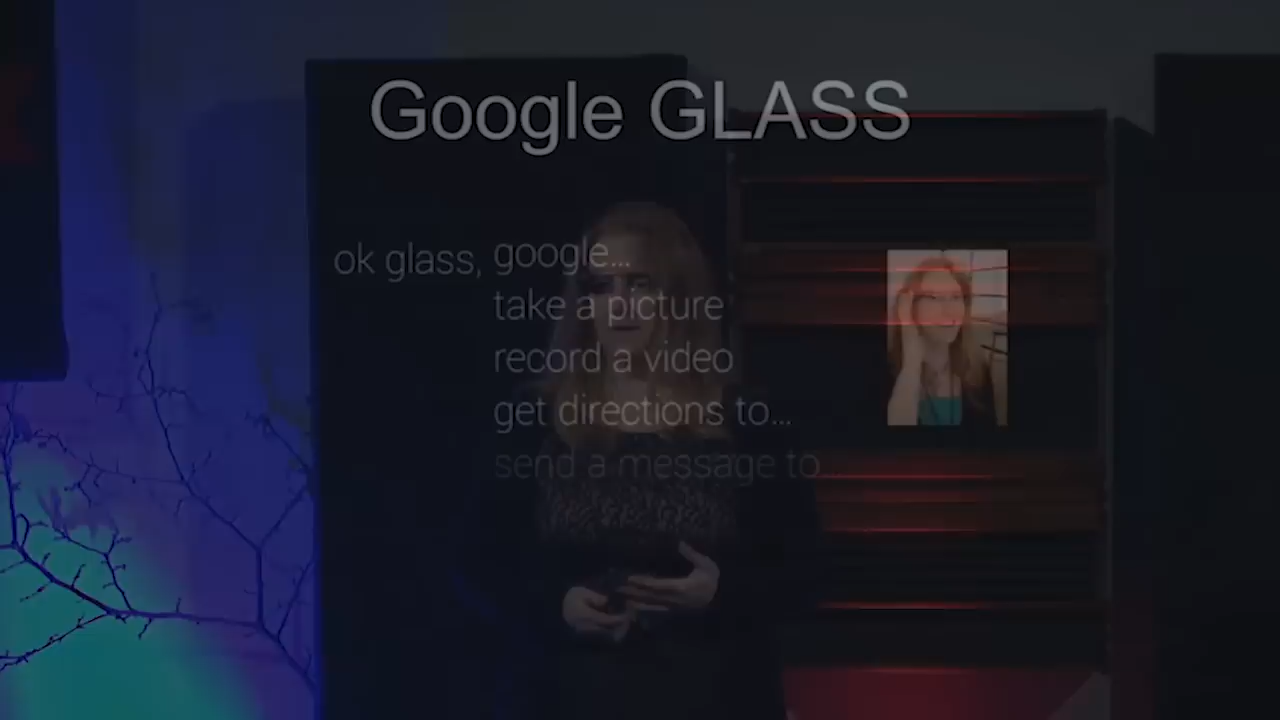 Google GLASS
ok glass, google...
take a picture
record a video
get directions to...
send a message to...